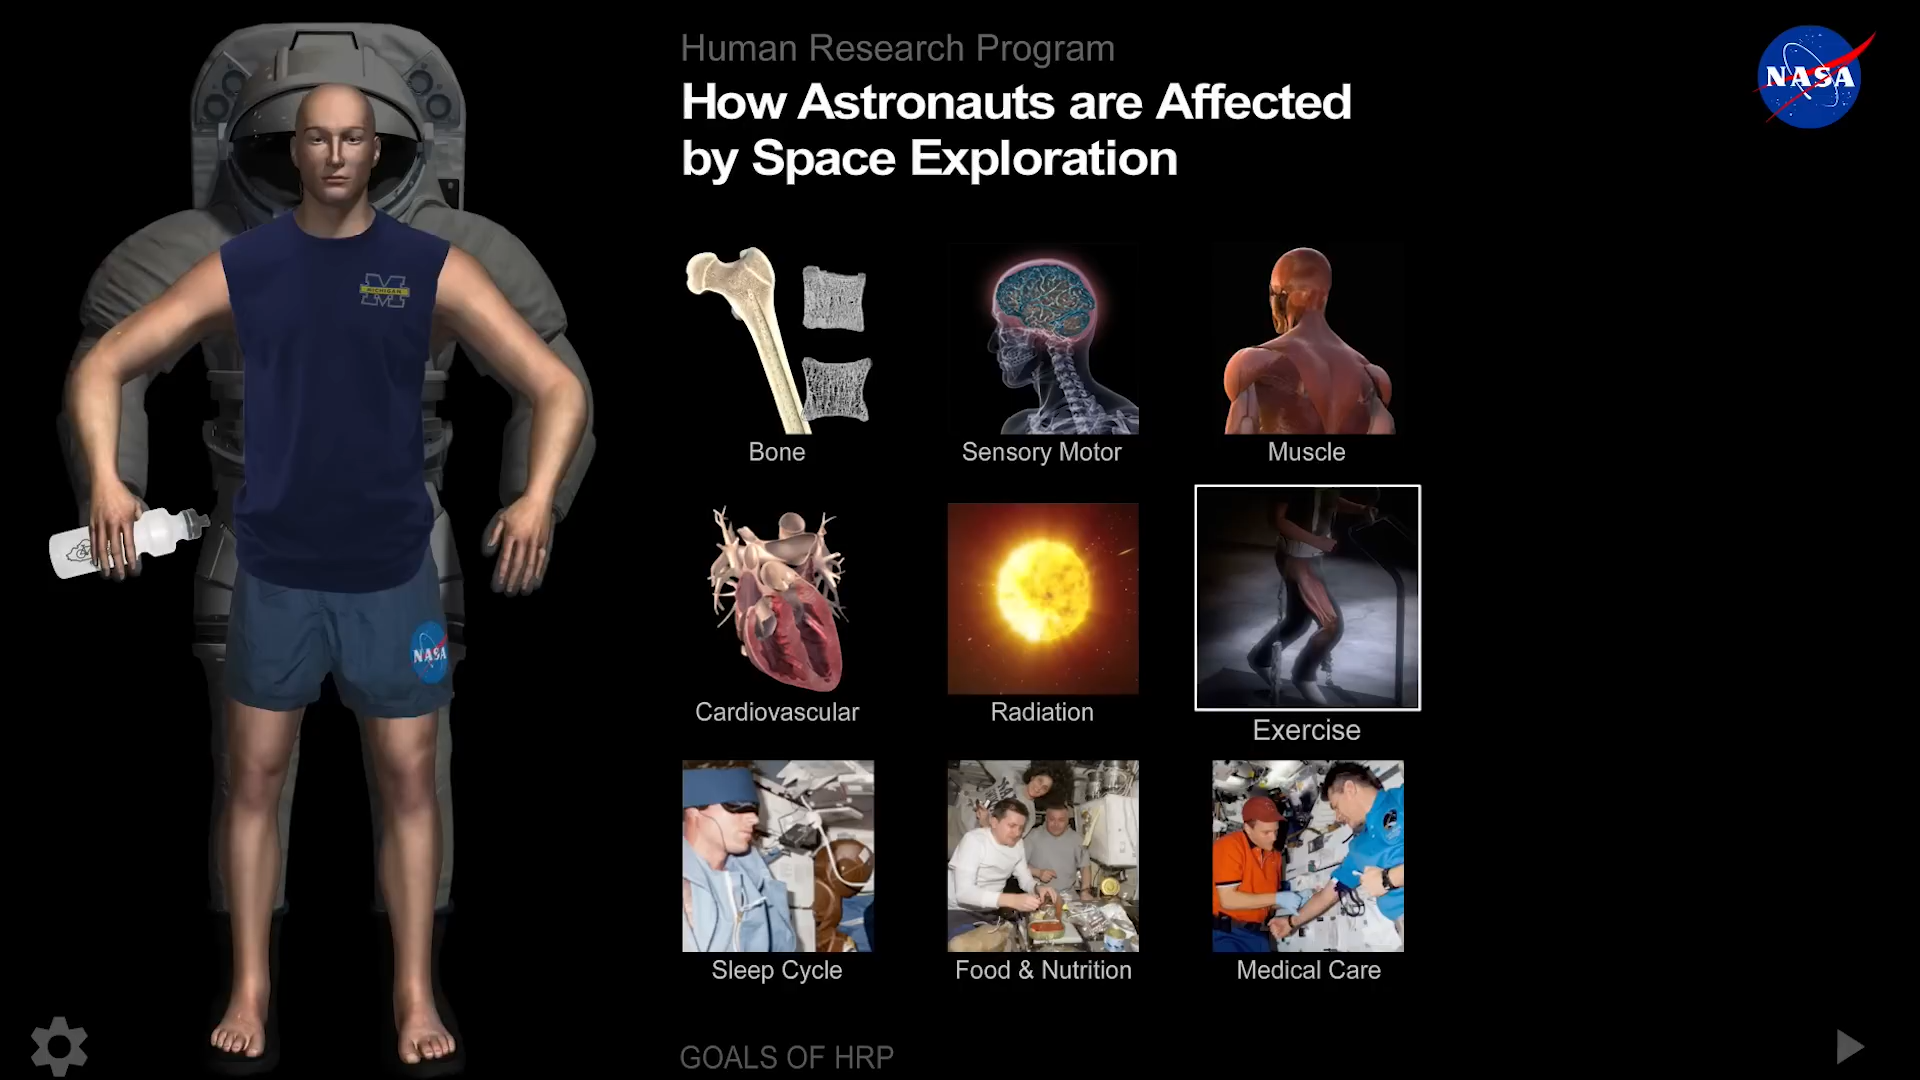 Human Research Program
How Astronauts are Affected
by Space Exploration
NASA
MICHIGAN
NASA
Bone
Sensory Motor
Muscle
Cardiovascular
Radiation
Exercise
Sleep Cycle
Food & Nutrition
Medical Care
GOALS OF HRP